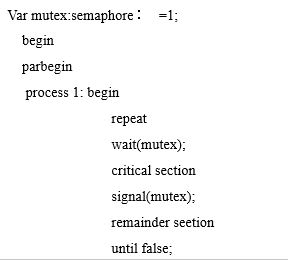 Var mutex:semaphore： =1;
begin
parbegin
process 1: begin
repeat
wait(mutex);
critical section
signal(mutex);
remainder seetion
until false;